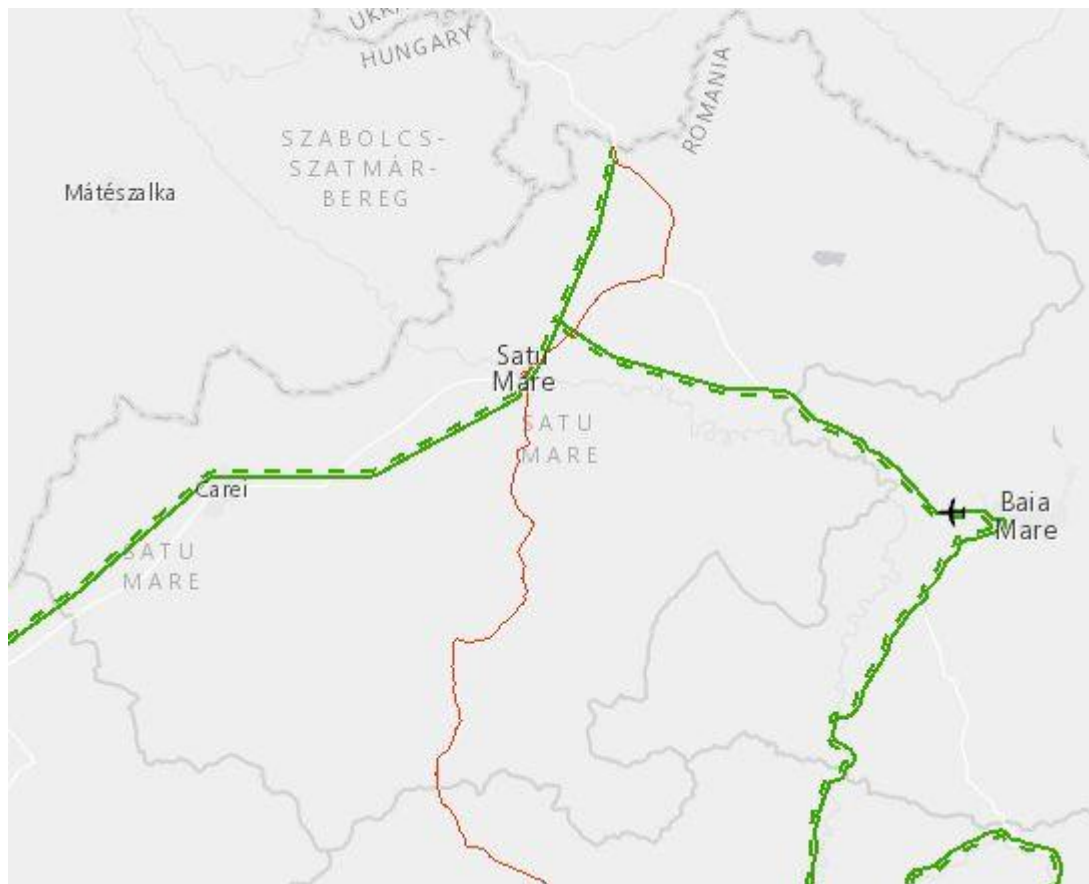 HUNGARY
ROMANIA
SZABOLCS-
SZATMÁR-
BEREG
Mátészalka
Satu
Mare
SATU
MARE
Carei
Baia
Mare
SATU
MARE